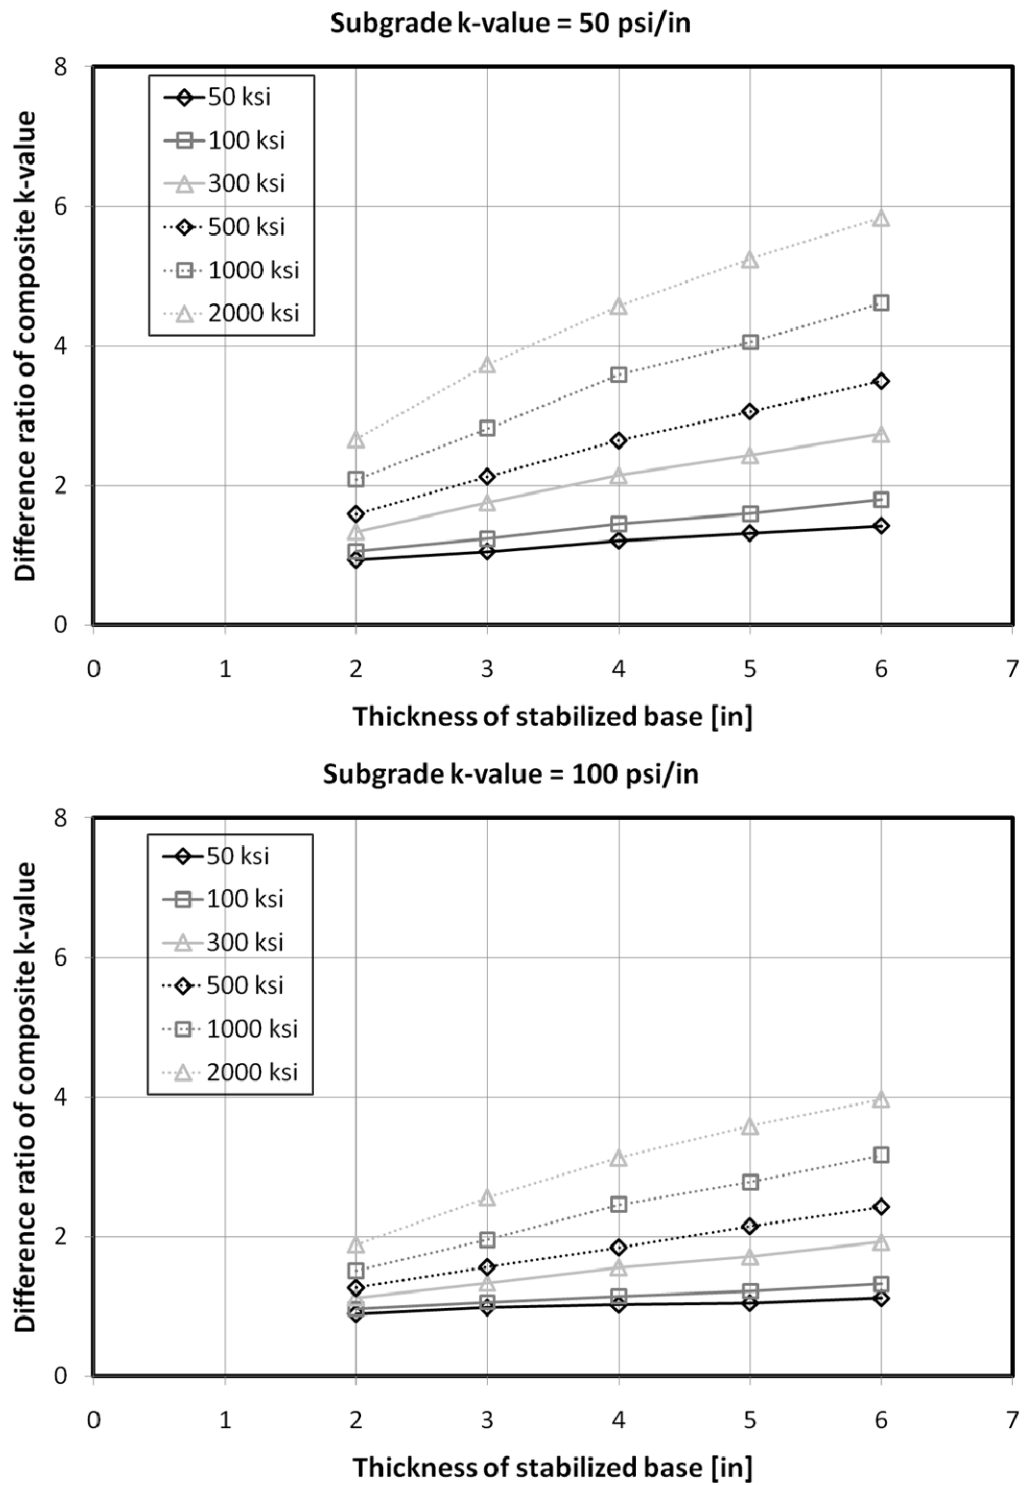 Subgrade k-value = 50 psi/in
8
6
4
2
0
Difference ratio of composite k-value
50 ksi
100 ksi
300 ksi
500 ksi
1000 ksi
2000 ksi
0 1 2 3 4 5 6 7
Thickness of stabilized base [in]
Subgrade k-value = 100 psi/in
8
6
4
2
0
Difference ratio of composite k-value
50 ksi
100 ksi
300 ksi
500 ksi
1000 ksi
2000 ksi
0 1 2 3 4 5 6 7
Thickness of stabilized base [in]